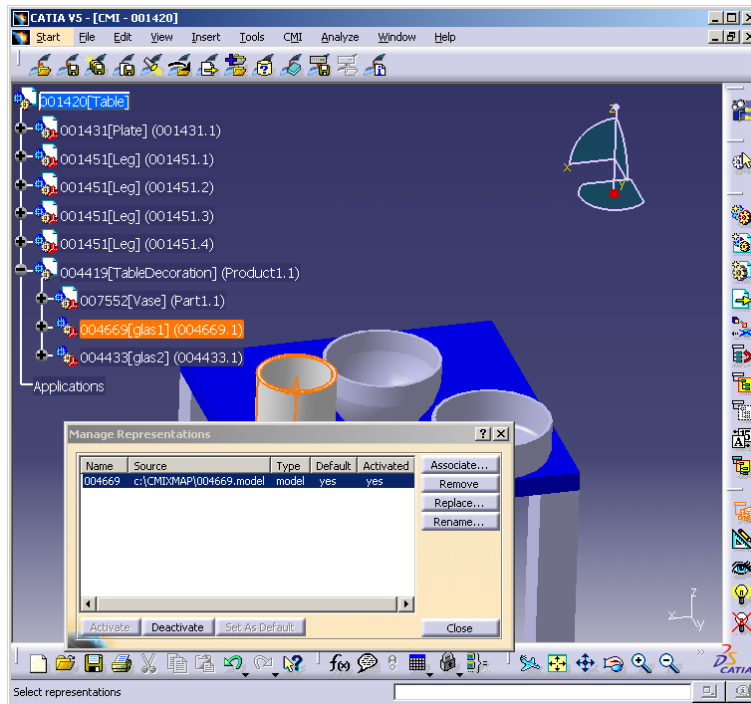 CATIA V5 - [CMI - 001420]
Start File Edit View Insert Tools CMI Analyze Window Help
001420[Table]
001431[Plate] (001431.1)
001451[Leg] (001451.1)
001451[Leg] (001451.2)
001451[Leg] (001451.3)
001451[Leg] (001451.4)
004419[TableDecoration] (Product1.1)
007552[Vase] (Part1.1)
004669[glas1] (004669.1)
004433[glas2] (004433.1)
Applications
z
x
y
Manage Representations
Name Source Type Default Activated
004669 c:\CMIXMAP\004669.model model yes yes
Associate...
Remove
Replace...
Rename...
Activate Deactivate Set As Default Close
z
x
y
f(x)
CATIA
Select representations